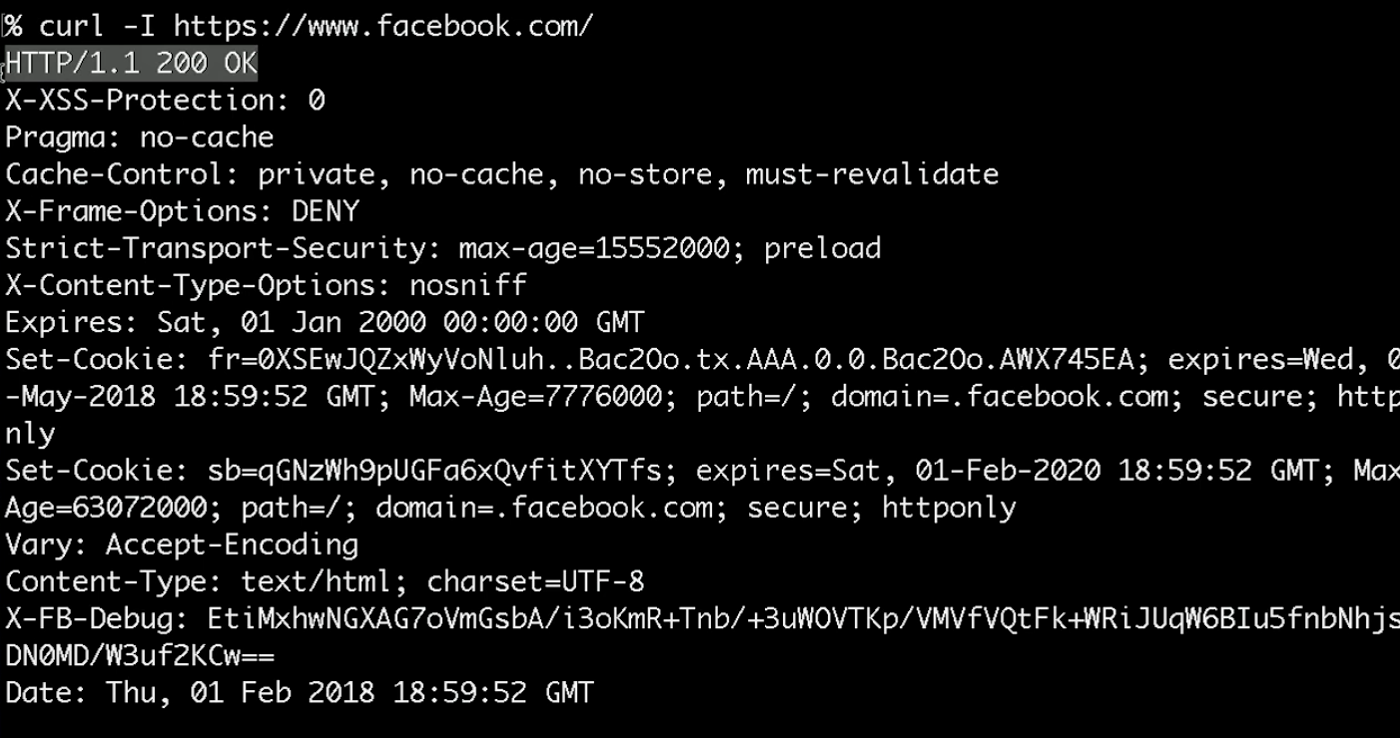 % curl -I https://www.facebook.com/
HTTP/1.1 200 OK
X-XSS-Protection: 0
Pragma: no-cache
Cache-Control: private, no-cache, no-store, must-revalidate
X-Frame-Options: DENY
Strict-Transport-Security: max-age=15552000; preload
X-Content-Type-Options: nosniff
Expires: Sat, 01 Jan 2000 00:00:00 GMT
Set-Cookie: fr=0XSEwJQZxWyVoNluh..Bac2Oo.tx.AAA.0.0.Bac2Oo.AWX745EA; expires=Wed, 0
-May-2018 18:59:52 GMT; Max-Age=7776000; path=/; domain=.facebook.com; secure; http
nly
Set-Cookie: sb=qGNzWh9pUGFa6xQvfitXYTfs; expires=Sat, 01-Feb-2020 18:59:52 GMT; Max
Age=63072000; path=/; domain=.facebook.com; secure; httponly
Vary: Accept-Encoding
Content-Type: text/html; charset=UTF-8
X-FB-Debug: EtiMxhwNGXAG7oVmGsbA/i3oKmR+Tnb/+3uWOVTKp/VMVfVQtFk+WRiJUqW6BIu5fnbNhjs
DN0MD/W3uf2KCw==
Date: Thu, 01 Feb 2018 18:59:52 GMT